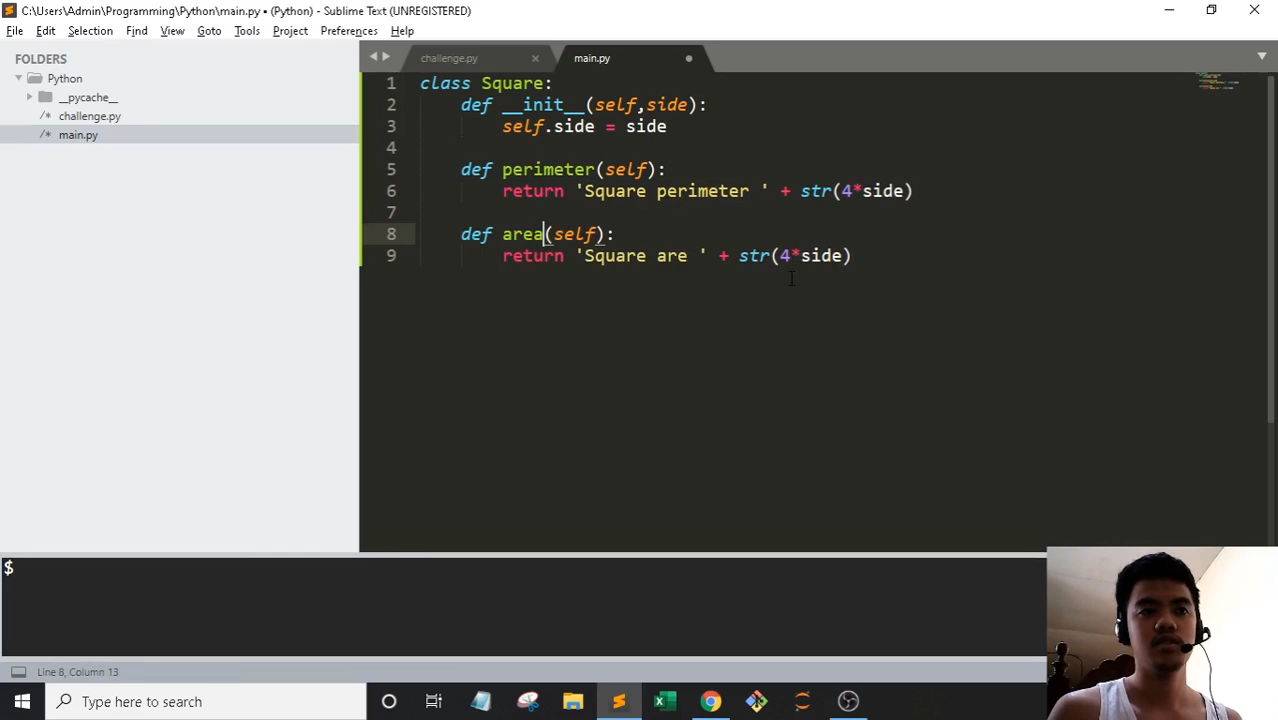 C:\Users\Admin\Programming\Python\main.py • (Python) - Sublime Text (UNREGISTERED)
File Edit Selection Find View Goto Tools Project Preferences Help
FOLDERS
Python
__pycache__
challenge.py
main.py
challenge.py main.py
1 class Square:
2 def __init__(self,side):
3 self.side = side
4
5 def perimeter(self):
6 return 'Square perimeter ' + str(4*side)
7
8 def area(self):
9 return 'Square are ' + str(4*side)
$
Line 8, Column 13
Type here to search